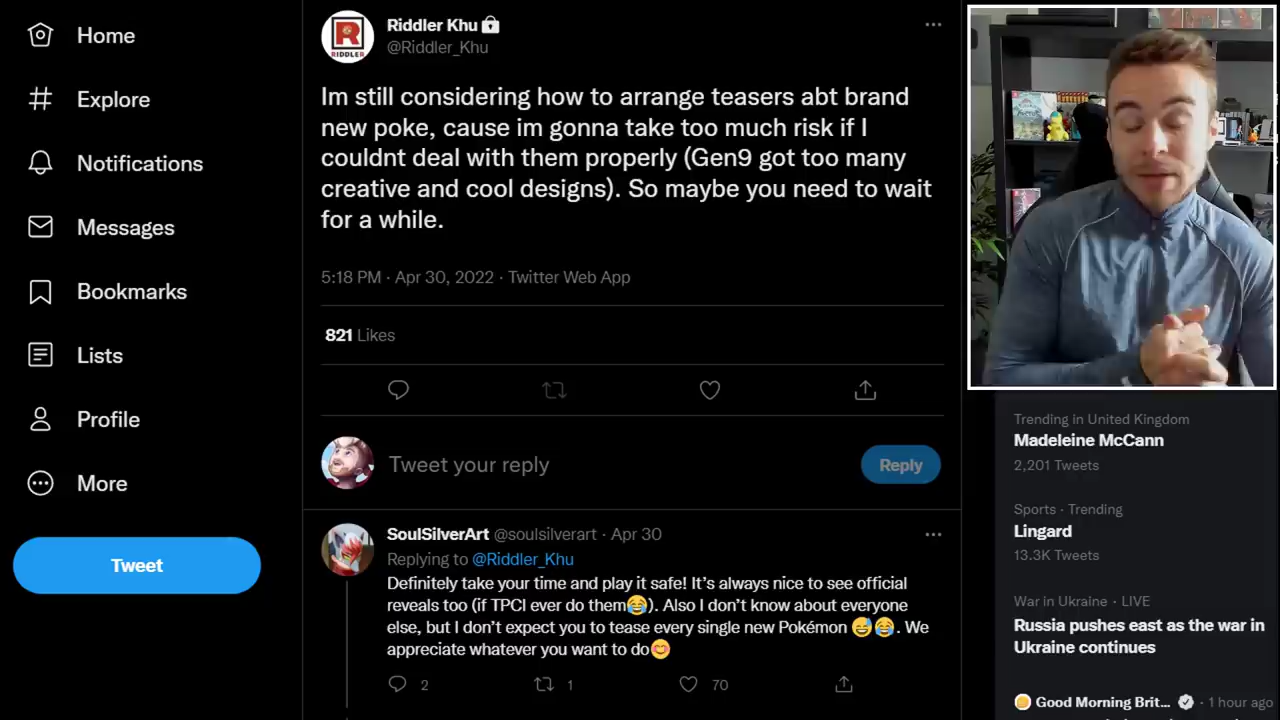 Home
Explore
Notifications
Messages
Bookmarks
Lists
Profile
More
Tweet
RIDDLER
Riddler Khu
@Riddler_Khu
Im still considering how to arrange teasers abt brand
new poke, cause im gonna take too much risk if I
couldnt deal with them properly (Gen9 got too many
creative and cool designs). So maybe you need to wait
for a while.
5:18 PM · Apr 30, 2022 · Twitter Web App
821 Likes
Tweet your reply
Reply
SoulSilverArt @soulsilverart · Apr 30
Replying to @Riddler_Khu
Definitely take your time and play it safe! It's always nice to see official
reveals too (if TPCI ever do them😂). Also I don't know about everyone
else, but I don't expect you to tease every single new Pokémon 😅😂. We
appreciate whatever you want to do😊
2 1 70
Trending in United Kingdom
Madeleine McCann
2,201 Tweets
Sports · Trending
Lingard
13.3K Tweets
War in Ukraine · LIVE
Russia pushes east as the war in
Ukraine continues
Good Morning Brit... · 1 hour ago